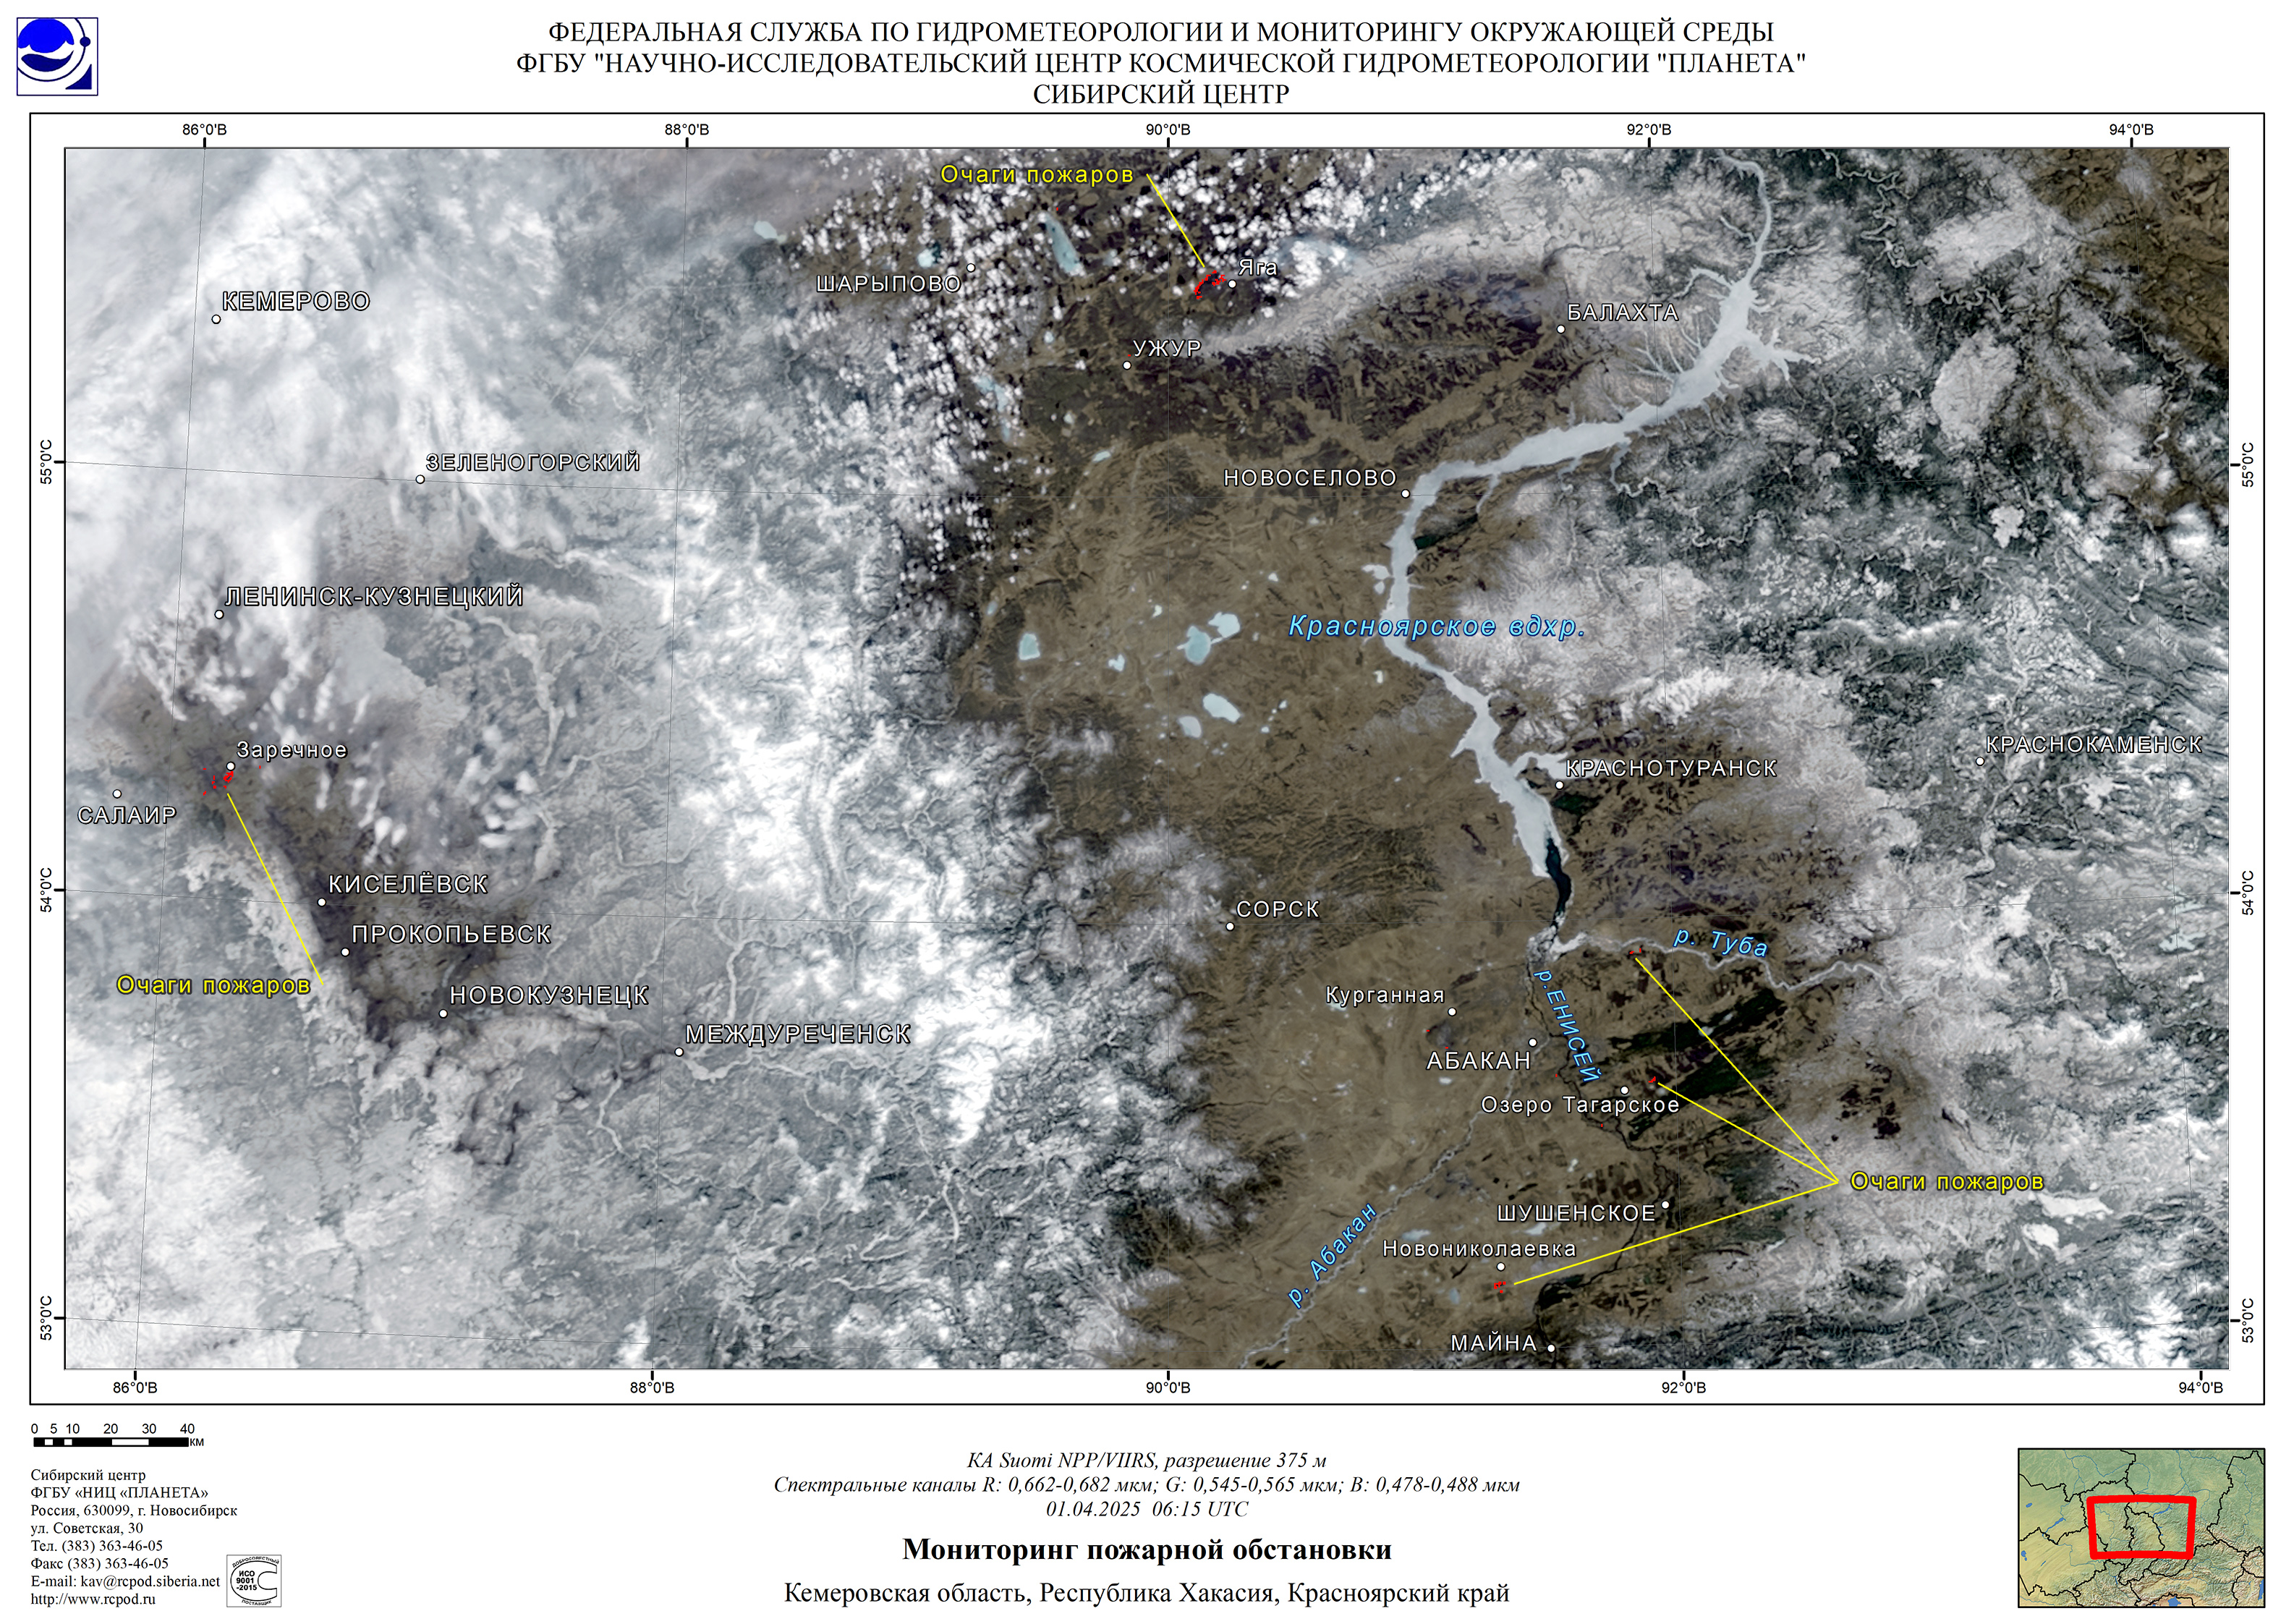 ФЕДЕРАЛЬНАЯ СЛУЖБА ПО ГИДРОМЕТЕОРОЛОГИИ И МОНИТОРИНГУ ОКРУЖАЮЩЕЙ СРЕДЫ
ФГБУ "НАУЧНО-ИССЛЕДОВАТЕЛЬСКИЙ ЦЕНТР КОСМИЧЕСКОЙ ГИДРОМЕТЕОРОЛОГИИ "ПЛАНЕТА"
СИБИРСКИЙ ЦЕНТР
86°0'В
88°0'В
90°0'В
92°0'В
94°0'В
Очаги пожаров
Яга
ШАРЫПОВО
КЕМЕРОВО
БАЛАХТА
УЖУР
55°0'С
55°0'С
ЗЕЛЕНОГОРСКИЙ
НОВОСЕЛОВО
ЛЕНИНСК-КУЗНЕЦКИЙ
Красноярское вдхр.
Заречное
КРАСНОКАМЕНСК
КРАСНОТУРАНСК
САЛАИР
54°0'С
54°0'С
КИСЕЛЁВСК
СОРСК
ПРОКОПЬЕВСК
р. Туба
Очаги пожаров
НОВОКУЗНЕЦК
Курганная
р.ЕНИСЕЙ
МЕЖДУРЕЧЕНСК
АБАКАН
Озеро Тагарское
Очаги пожаров
ШУШЕНСКОЕ
р. Абакан
Новониколаевка
53°0'С
53°0'С
МАЙНА
86°0'В
88°0'В
90°0'В
92°0'В
94°0'В
0 5 10 20 30 40
КМ
КА Suomi NPP/VIIRS, разрешение 375 м
Спектральные каналы R: 0,662-0,682 мкм; G: 0,545-0,565 мкм; B: 0,478-0,488 мкм
01.04.2025 06:15 UTC
Мониторинг пожарной обстановки
Кемеровская область, Республика Хакасия, Красноярский край
Сибирский центр
ФГБУ «НИЦ «ПЛАНЕТА»
Россия, 630099, г. Новосибирск
ул. Советская, 30
Тел. (383) 363-46-05
Факс (383) 363-46-05
E-mail: kav@rcpod.siberia.net
http://www.rcpod.ru
ДОБРОСОВЕСТНЫЙ
ИСО
9001
-2015
ПОСТАВЩИК